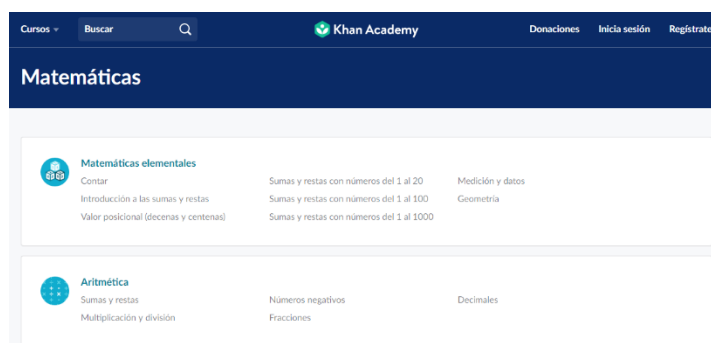 Cursos Buscar Khan Academy Donaciones Inicia sesión Regístrate
Matemáticas
Matemáticas elementales
Contar Sumas y restas con números del 1 al 20 Medición y datos
Introducción a las sumas y restas Sumas y restas con números del 1 al 100 Geometría
Valor posicional (decenas y centenas) Sumas y restas con números del 1 al 1000
Aritmética
Sumas y restas Números negativos Decimales
Multiplicación y división Fracciones